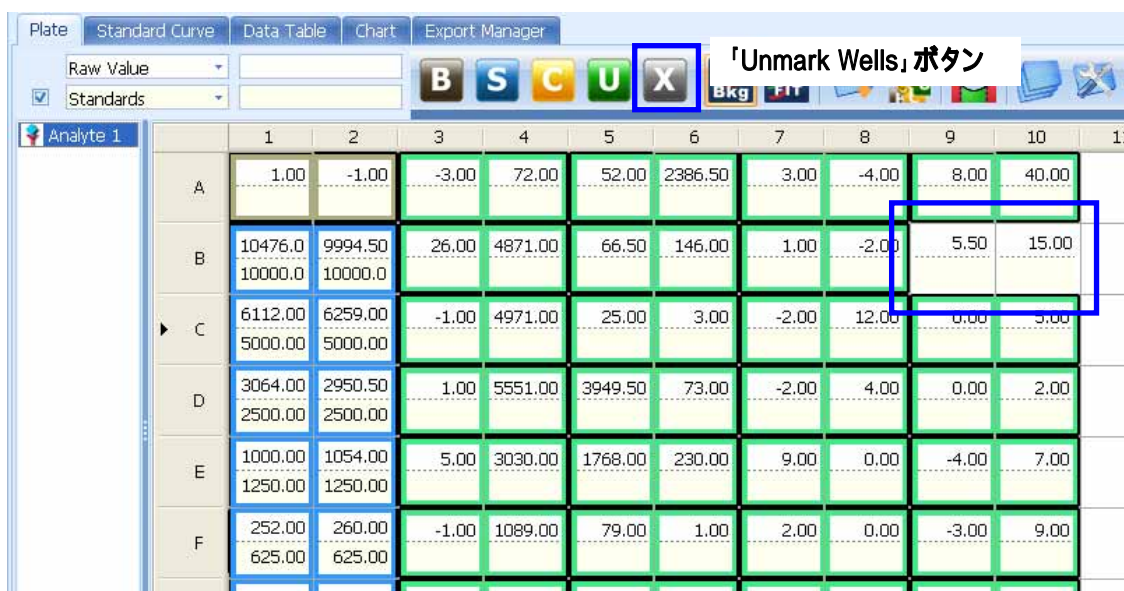 Plate Standard Curve Data Table Chart Export Manager
「Unmark Wells」ボタン
Raw Value
Standards
B S C U X Bkg FIT
Analyte 1
1 2 3 4 5 6 7 8 9 10
A 1.00 -1.00 -3.00 72.00 52.00 2386.50 3.00 -4.00 8.00 40.00
B 10476.0 9994.50 26.00 4871.00 66.50 146.00 1.00 -2.00 5.50 15.00
10000.0 10000.0
C 6112.00 6259.00 -1.00 4971.00 25.00 3.00 -2.00 12.00 0.00 5.00
5000.00 5000.00
D 3064.00 2950.50 1.00 5551.00 3949.50 73.00 -2.00 4.00 0.00 2.00
2500.00 2500.00
E 1000.00 1054.00 5.00 3030.00 1768.00 230.00 9.00 0.00 -4.00 7.00
1250.00 1250.00
F 252.00 260.00 -1.00 1089.00 79.00 1.00 2.00 0.00 -3.00 9.00
625.00 625.00